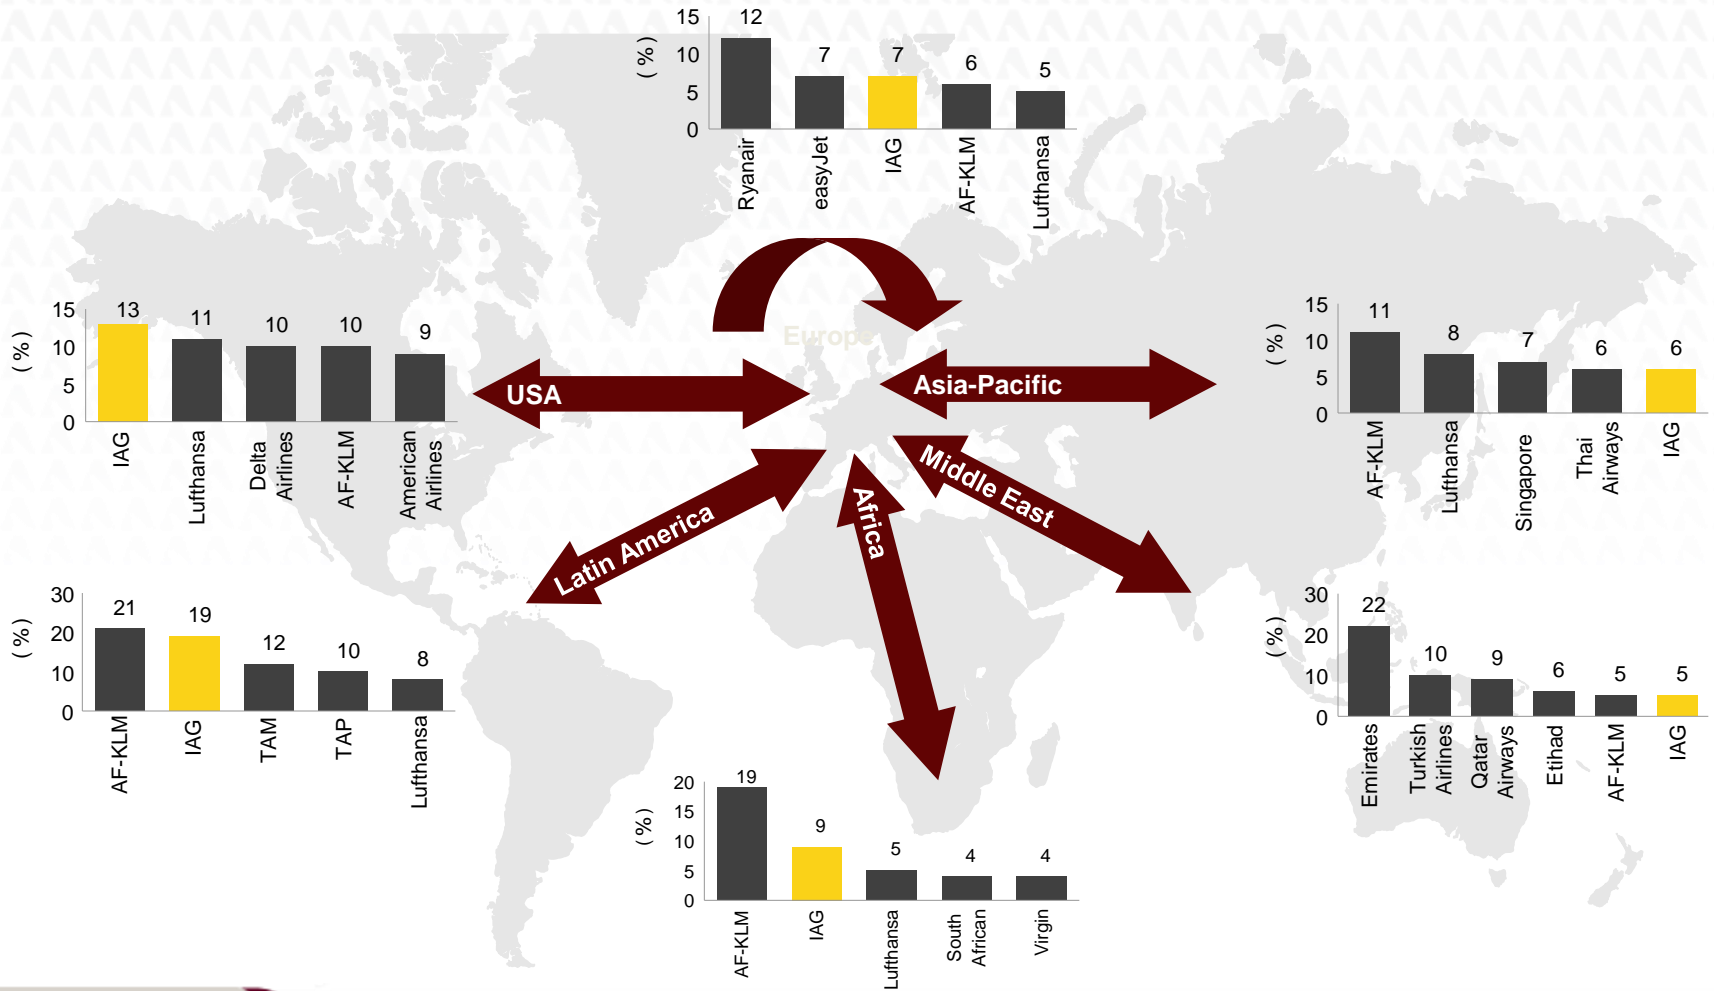 15
10
5
0
( % )
12
7
7
6
5
Ryanair
easyJet
IAG
AF-KLM
Lufthansa
Europe
15
10
5
0
( % )
13
11
10
10
9
IAG
Lufthansa
Delta
Airlines
AF-KLM
American
Airlines
USA
Asia-Pacific
15
10
5
0
( % )
11
8
7
6
6
AF-KLM
Lufthansa
Singapore
Thai
Airways
IAG
Latin America
Africa
Middle East
30
20
10
0
( % )
21
19
12
10
8
AF-KLM
IAG
TAM
TAP
Lufthansa
30
20
10
0
( % )
22
10
9
6
5
5
Emirates
Turkish
Airlines
Qatar
Airways
Etihad
AF-KLM
IAG
20
15
10
5
0
( % )
19
9
5
4
4
AF-KLM
IAG
Lufthansa
South
African
Virgin